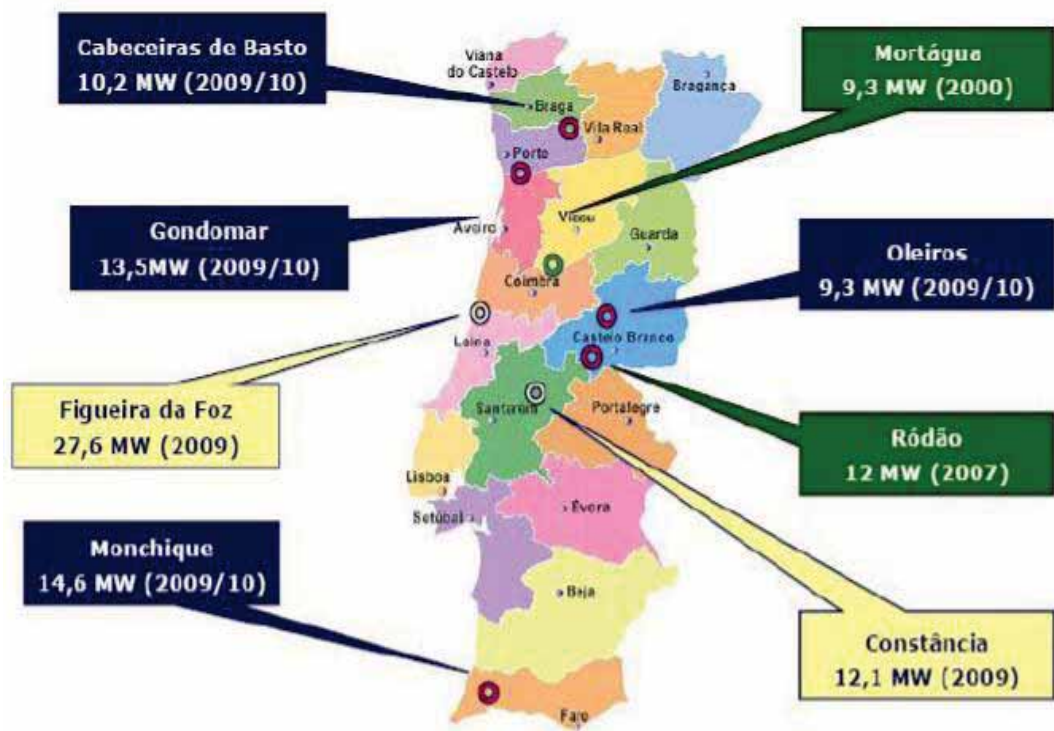 Cabeceiras de Basto
10,2 MW (2009/10)
Mortágua
9,3 MW (2000)
Viana
do Castelo
Bragança
Braga
Vila Real
Porto
Gondomar
13,5MW (2009/10)
Aveiro
Viseu
Guarda
Oleiros
9,3 MW (2009/10)
Coimbra
Leiria
Castelo Branco
Figueira da Foz
27,6 MW (2009)
Santarém
Portalegre
Ródão
12 MW (2007)
Lisboa
Setúbal
Évora
Monchique
14,6 MW (2009/10)
Beja
Constância
12,1 MW (2009)
Faro